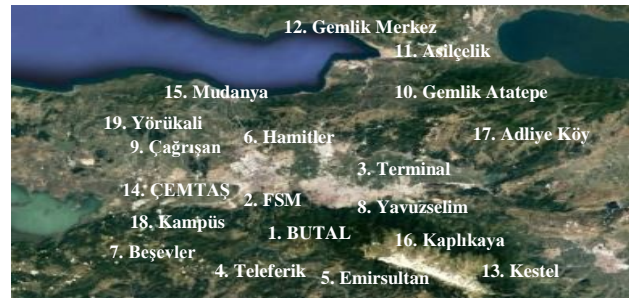 12. Gemlik Merkez
11. Asilçelik
15. Mudanya
10. Gemlik Atatepe
19. Yörükali
6. Hamitler
17. Adliye Köy
9. Çağrışan
3. Terminal
14. ÇEMTAŞ
2. FSM
8. Yavuzselim
18. Kampüs
1. BUTAL
16. Kaplıkaya
7. Beşevler
4. Teleferik
5. Emirsultan
13. Kestel